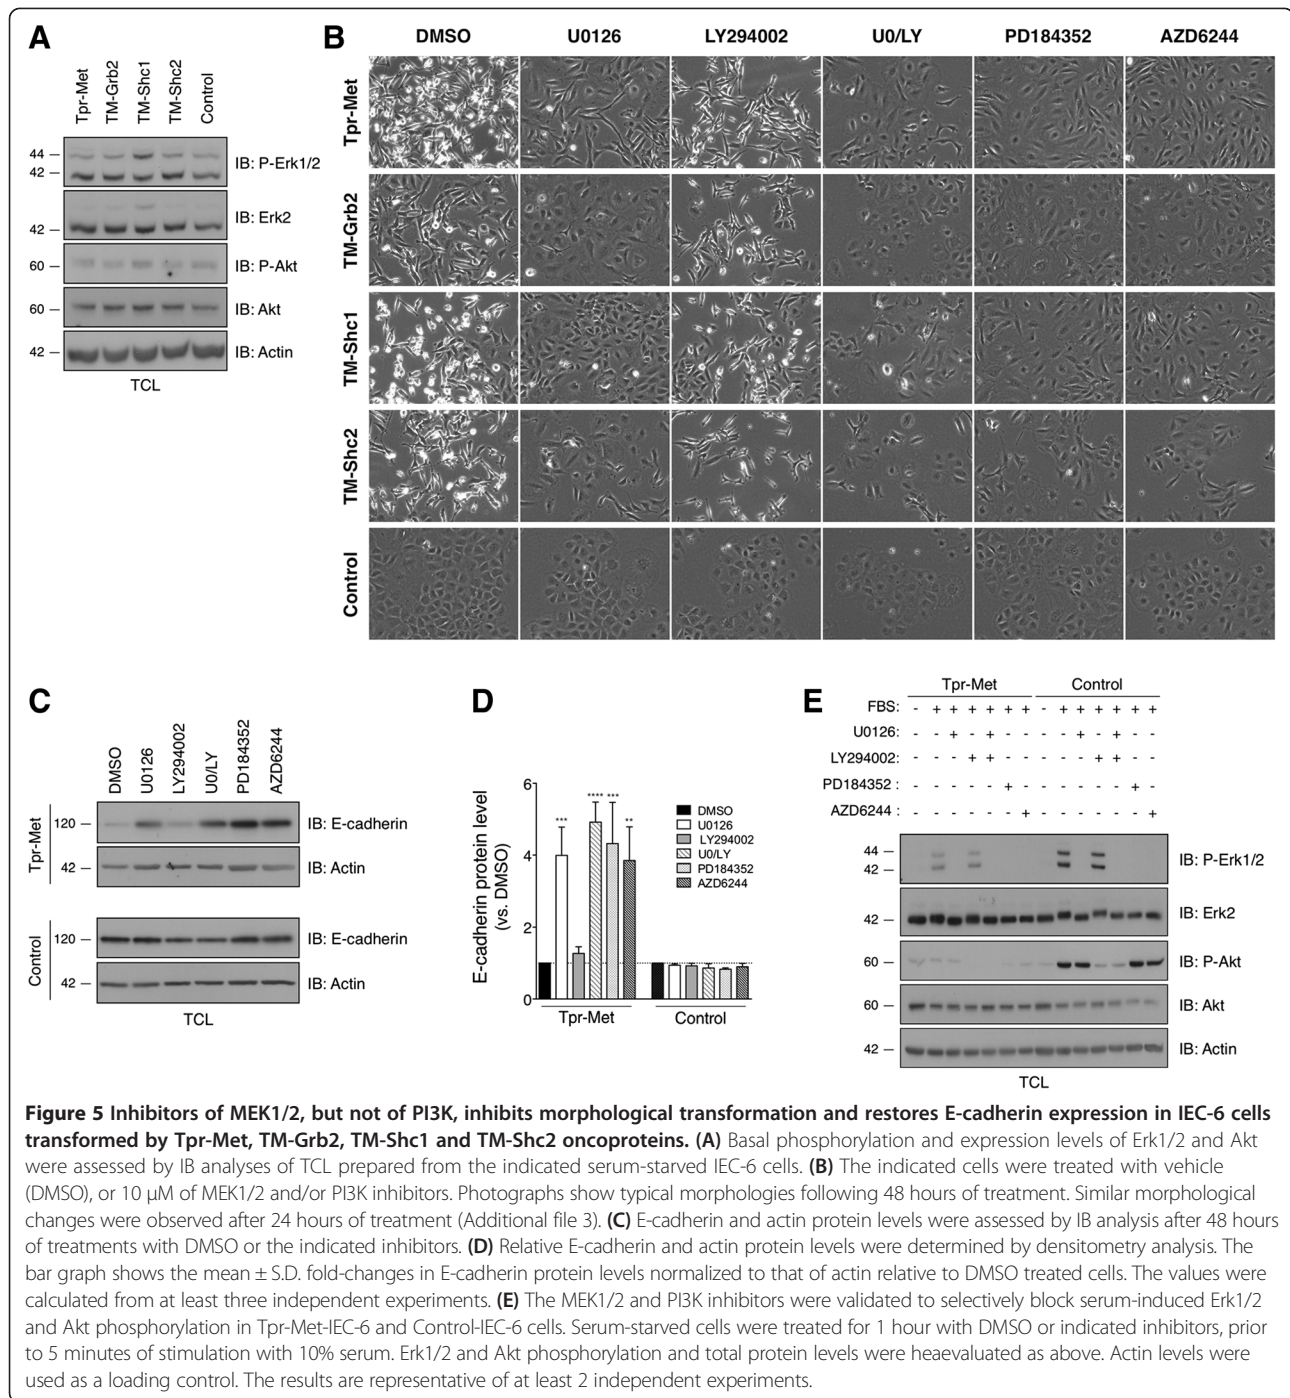 A
Tpr-Met
TM-Grb2
TM-Shc1
TM-Shc2
Control
44
42
IB: P-Erk1/2
42
IB: Erk2
60
IB: P-Akt
60
IB: Akt
42
IB: Actin
TCL
B
DMSO U0126 LY294002 U0/LY PD184352 AZD6244
Tpr-Met
TM-Grb2
TM-Shc1
TM-Shc2
Control
C
DMSO
U0126
LY294002
U0/LY
PD184352
AZD6244
Tpr-Met
120
IB: E-cadherin
42
IB: Actin
Control
120
IB: E-cadherin
42
IB: Actin
TCL
D
E-cadherin protein level
(vs. DMSO)
6
4
2
0
*** **** *** **
DMSO
U0126
LY294002
U0/LY
PD184352
AZD6244
Tpr-Met Control
E
Tpr-Met Control
FBS: - + + + + + + - + + + + + +
U0126: - - + - + - - - - + - + - -
LY294002: - - - + + - - - - - + + - -
PD184352 : - - - - - + - - - - - - + -
AZD6244 : - - - - - - + - - - - - - +
44
42
IB: P-Erk1/2
42
IB: Erk2
60
IB: P-Akt
60
IB: Akt
42
IB: Actin
TCL
Figure 5 Inhibitors of MEK1/2, but not of PI3K, inhibits morphological transformation and restores E-cadherin expression in IEC-6 cells
transformed by Tpr-Met, TM-Grb2, TM-Shc1 and TM-Shc2 oncoproteins. (A) Basal phosphorylation and expression levels of Erk1/2 and Akt
were assessed by IB analyses of TCL prepared from the indicated serum-starved IEC-6 cells. (B) The indicated cells were treated with vehicle
(DMSO), or 10 μM of MEK1/2 and/or PI3K inhibitors. Photographs show typical morphologies following 48 hours of treatment. Similar morphological
changes were observed after 24 hours of treatment (Additional file 3). (C) E-cadherin and actin protein levels were assessed by IB analysis after 48 hours
of treatments with DMSO or the indicated inhibitors. (D) Relative E-cadherin and actin protein levels were determined by densitometry analysis. The
bar graph shows the mean ± S.D. fold-changes in E-cadherin protein levels normalized to that of actin relative to DMSO treated cells. The values were
calculated from at least three independent experiments. (E) The MEK1/2 and PI3K inhibitors were validated to selectively block serum-induced Erk1/2
and Akt phosphorylation in Tpr-Met-IEC-6 and Control-IEC-6 cells. Serum-starved cells were treated for 1 hour with DMSO or indicated inhibitors, prior
to 5 minutes of stimulation with 10% serum. Erk1/2 and Akt phosphorylation and total protein levels were heaevaluated as above. Actin levels were
used as a loading control. The results are representative of at least 2 independent experiments.